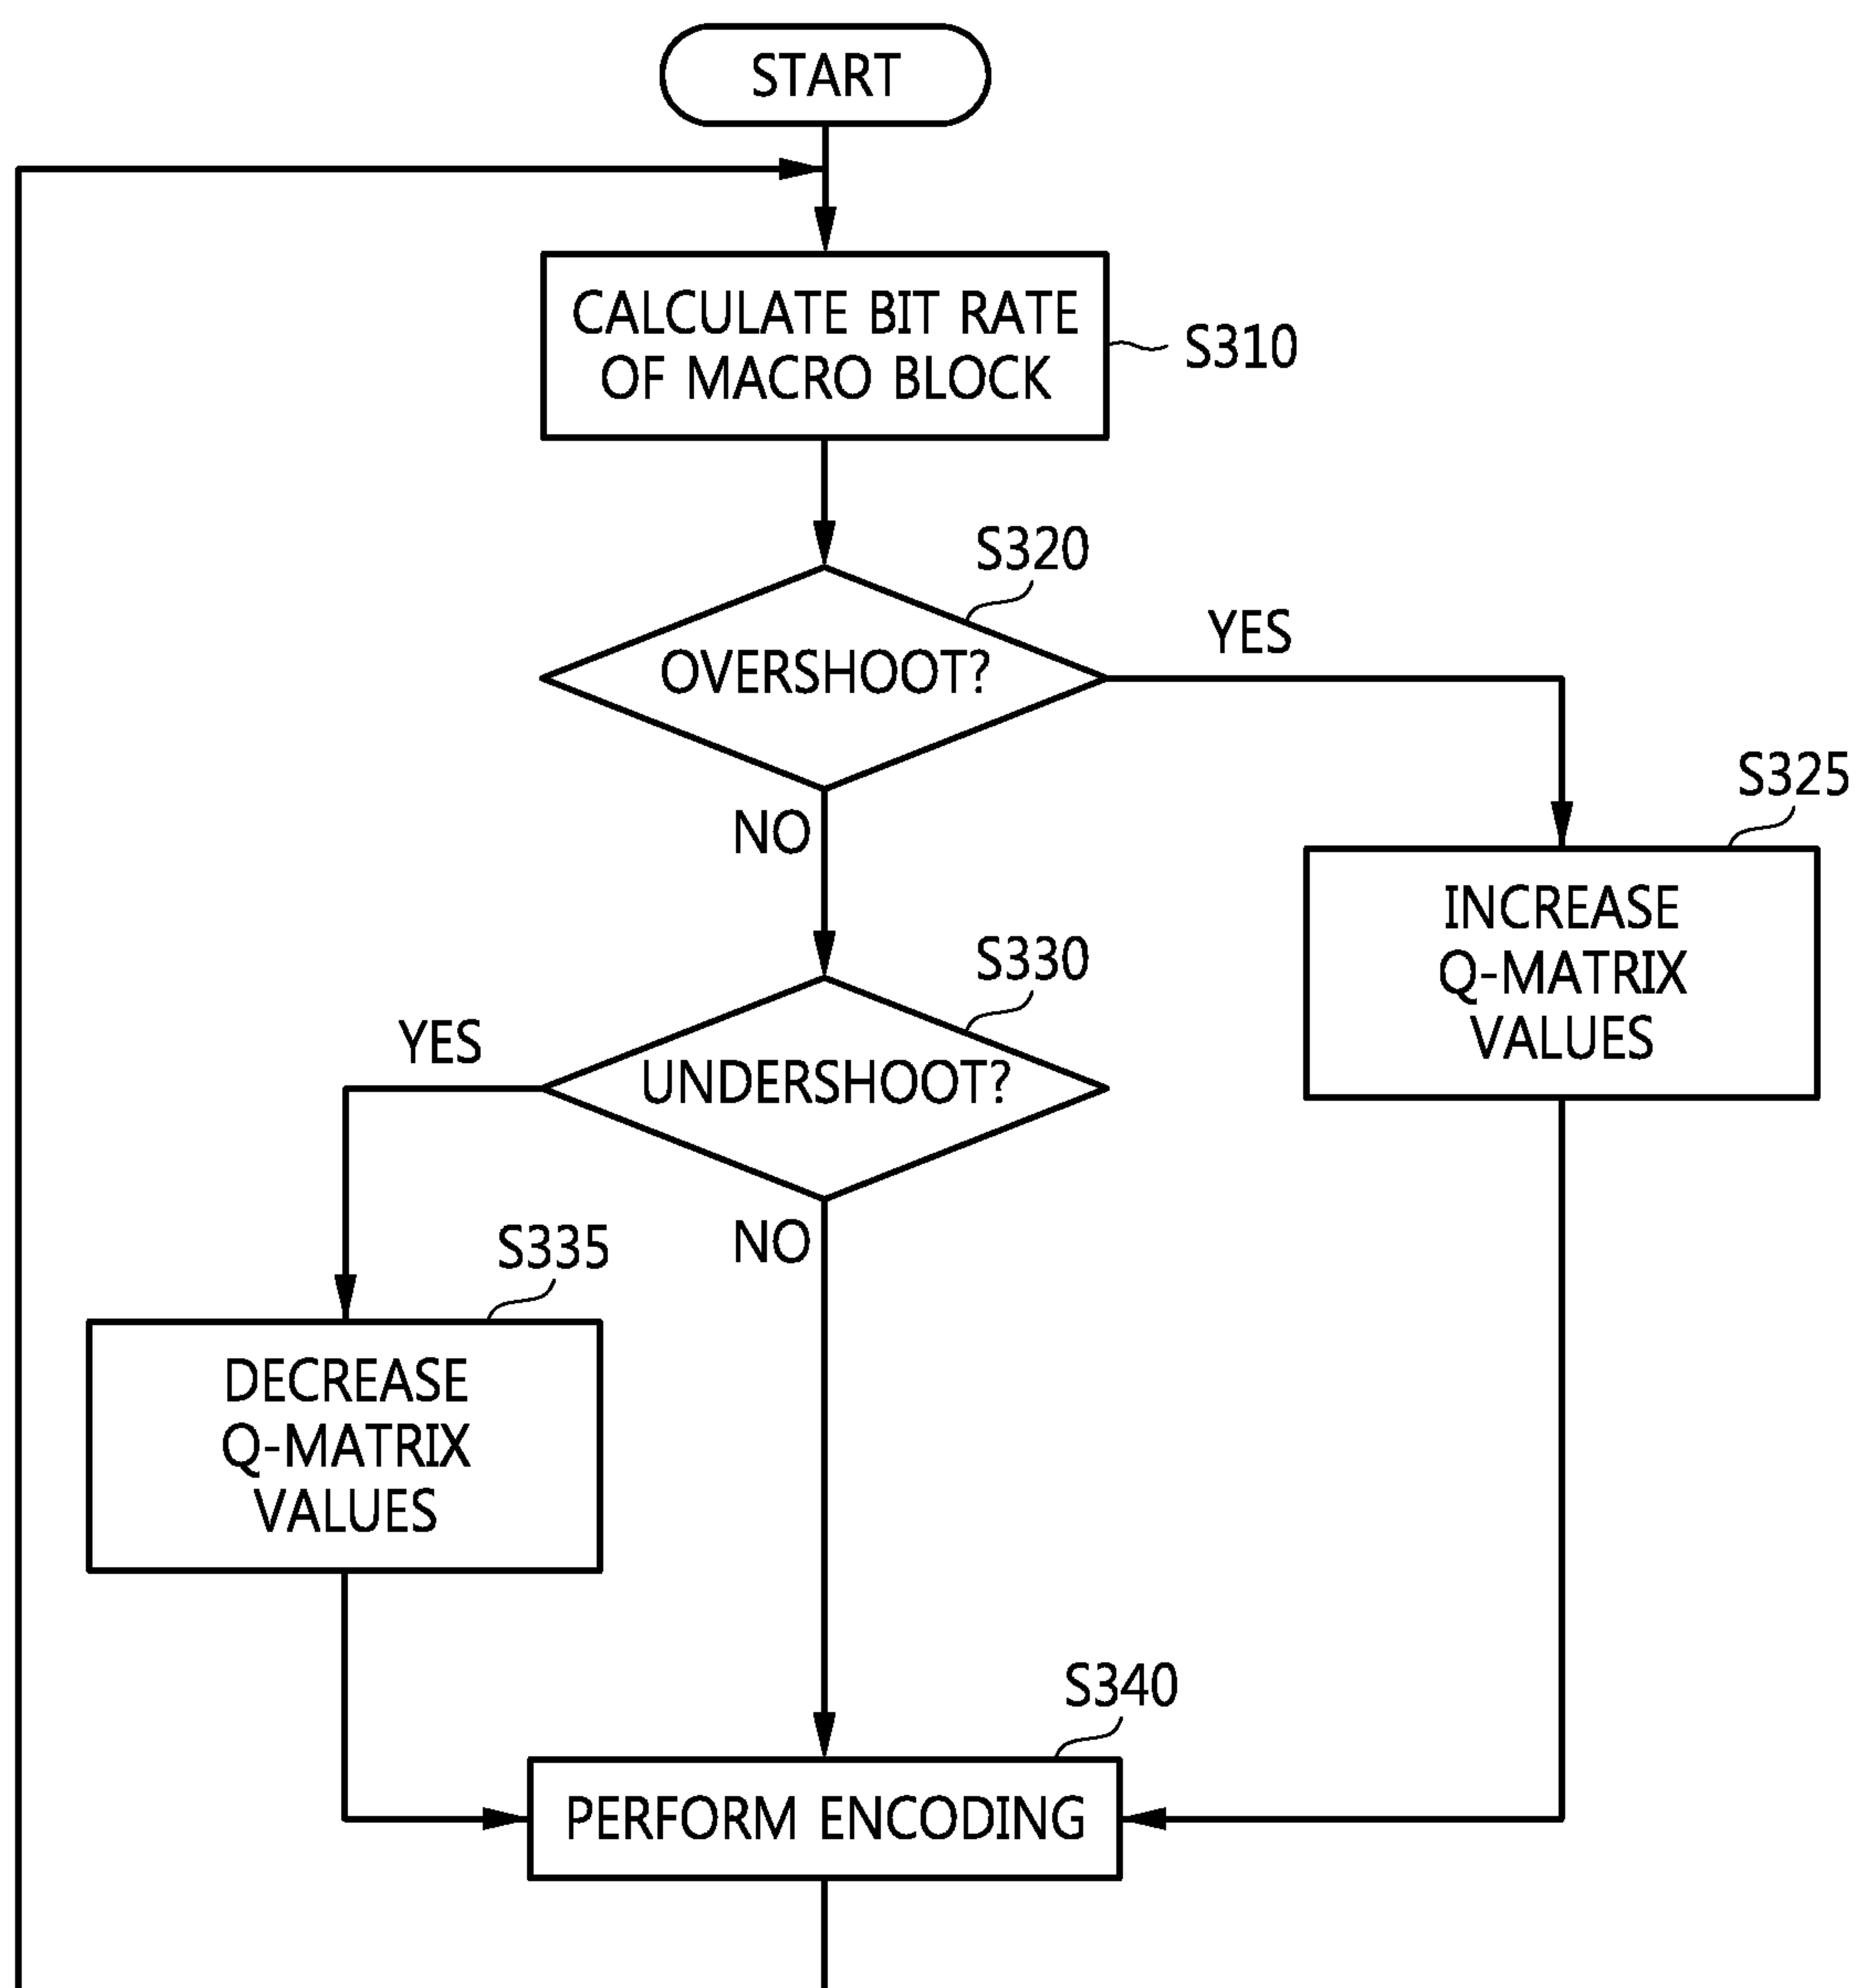 START
CALCULATE BIT RATE
OF MACRO BLOCK
S310
S320
OVERSHOOT?
YES
NO
S325
INCREASE
Q-MATRIX
VALUES
S330
UNDERSHOOT?
YES
NO
S335
DECREASE
Q-MATRIX
VALUES
S340
PERFORM ENCODING